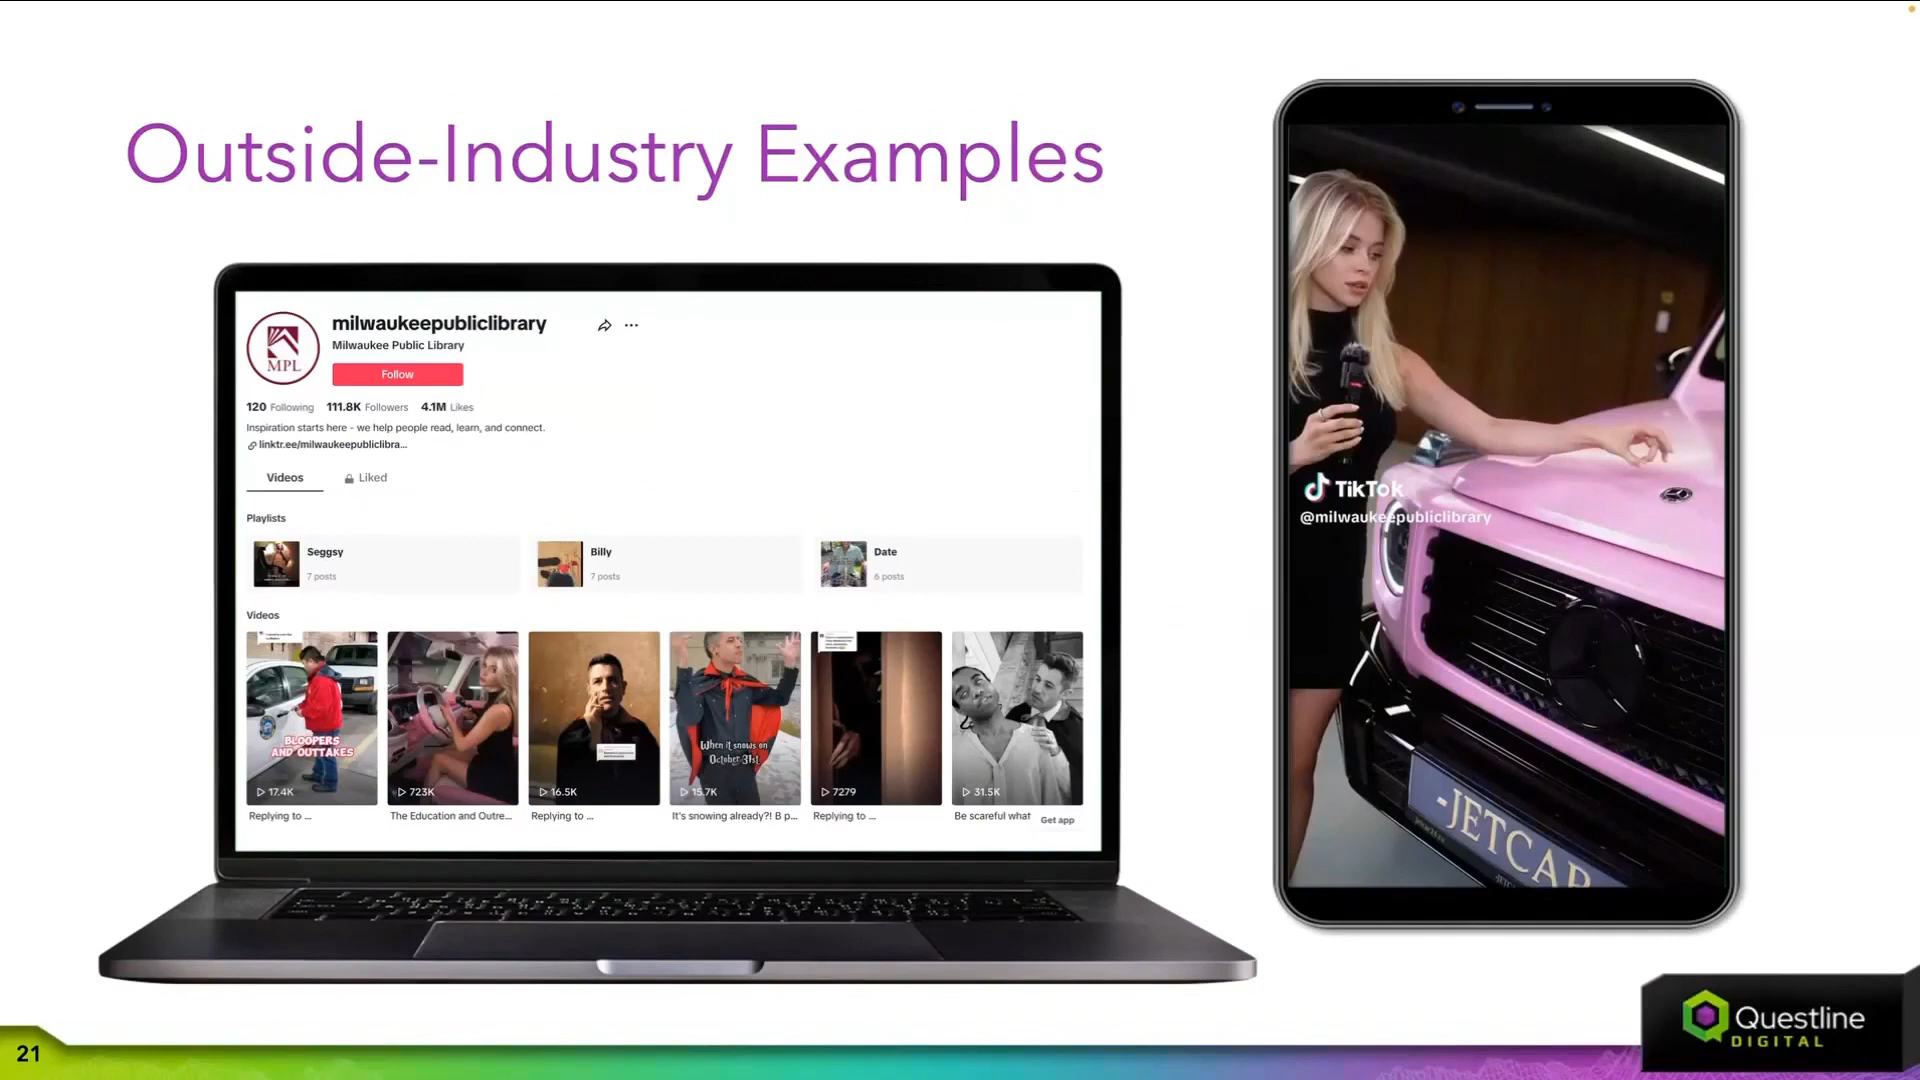 Outside-Industry Examples
milwaukeepubliclibrary
Milwaukee Public Library
MPL
Follow
120 Following 111.8K Followers 4.1M Likes
Inspiration starts here - we help people read, learn, and connect.
linktr.ee/milwaukeepubliclibra...
Videos Liked
Playlists
Seggsy
7 posts
Billy
7 posts
Date
6 posts
Videos
BLOOPERS
AND OUTTAKES
17.4K
Replying to ...
723K
The Education and Outre...
16.5K
Replying to ...
When it snows on
October 31st
15.7K
It's snowing already?! B p...
7279
Replying to ...
31.5K
Be scareful what
Get app
TikTok
@milwaukeepubliclibrary
-JETCAR
21
Questline
DIGITAL